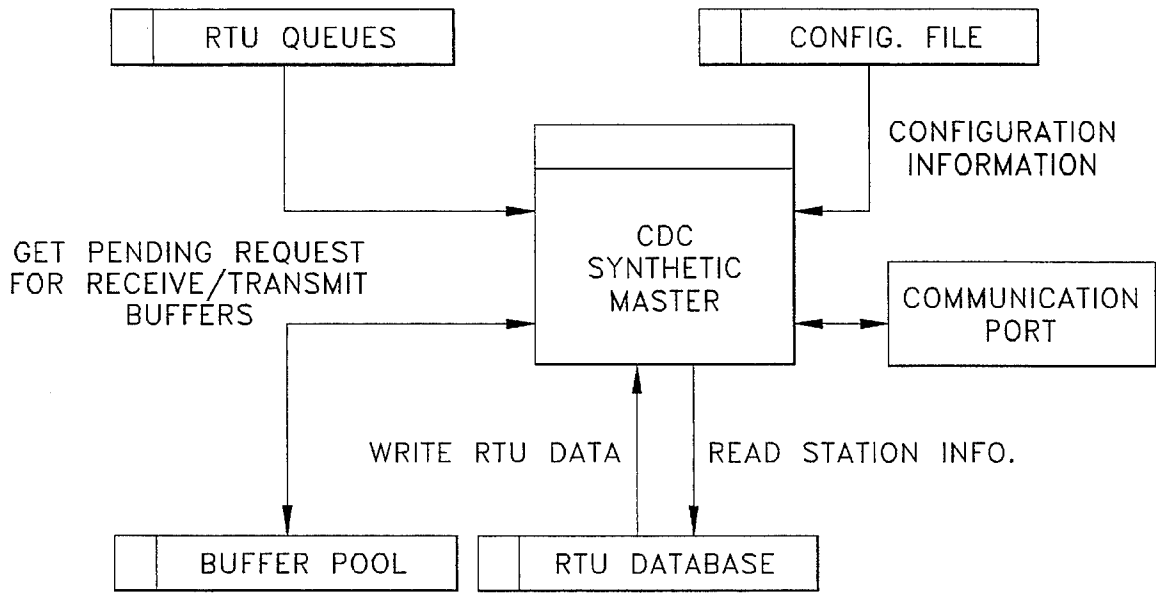 RTU QUEUES
CONFIG. FILE
CONFIGURATION
INFORMATION
CDC
SYNTHETIC
MASTER
GET PENDING REQUEST
FOR RECEIVE/TRANSMIT
BUFFERS
COMMUNICATION
PORT
WRITE RTU DATA
READ STATION INFO.
BUFFER POOL
RTU DATABASE